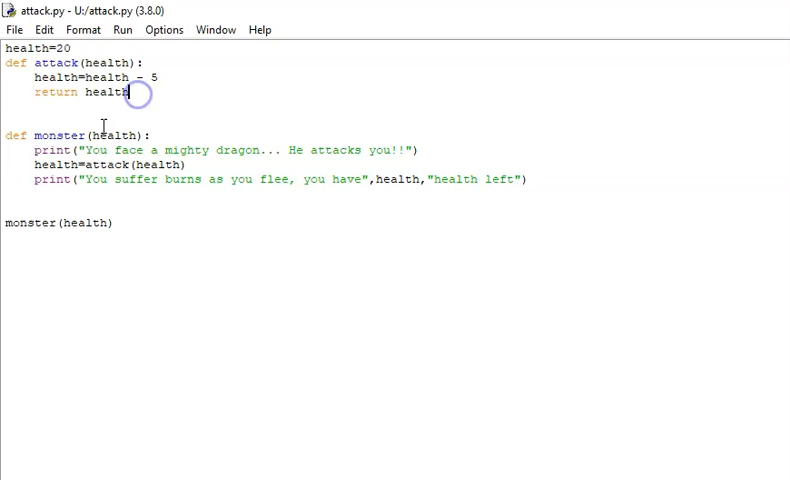 attack.py - U:/attack.py (3.8.0)
File Edit Format Run Options Window Help
health=20
def attack(health):
    health=health - 5
    return health
def monster(health):
    print("You face a mighty dragon... He attacks you!!")
    health=attack(health)
    print("You suffer burns as you flee, you have",health,"health left")
monster(health)